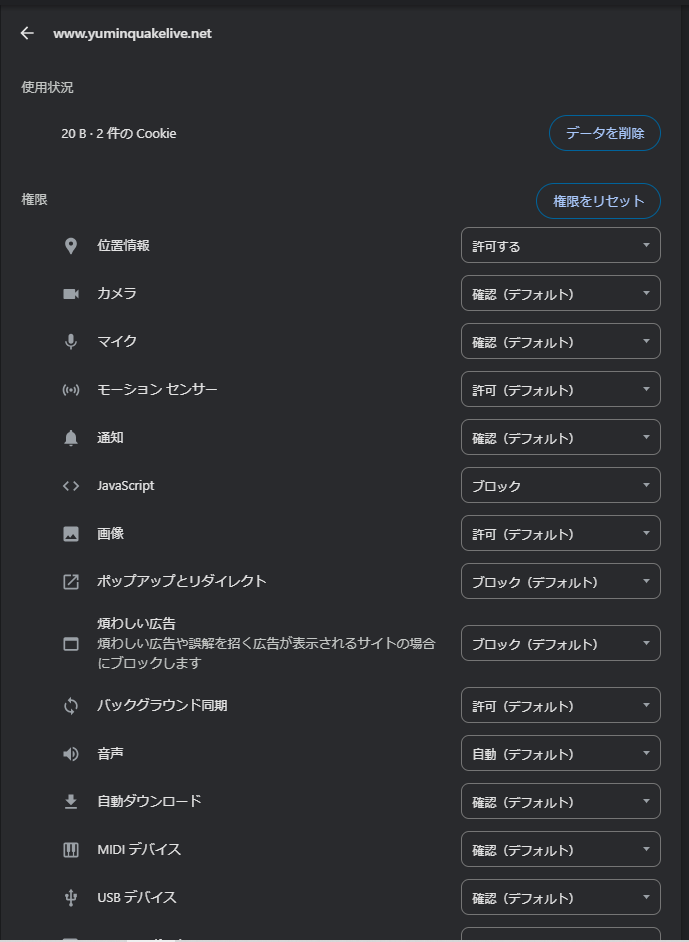 www.yuminquakelive.net
使用状況
20 B · 2 件の Cookie
データを削除
権限
権限をリセット
位置情報
許可する
カメラ
確認（デフォルト）
マイク
確認（デフォルト）
モーション センサー
許可（デフォルト）
通知
確認（デフォルト）
JavaScript
ブロック
画像
許可（デフォルト）
ポップアップとリダイレクト
ブロック（デフォルト）
煩わしい広告
煩わしい広告や誤解を招く広告が表示されるサイトの場合
にブロックします
ブロック（デフォルト）
バックグラウンド同期
許可（デフォルト）
音声
自動（デフォルト）
自動ダウンロード
確認（デフォルト）
MIDI デバイス
確認（デフォルト）
USB デバイス
確認（デフォルト）